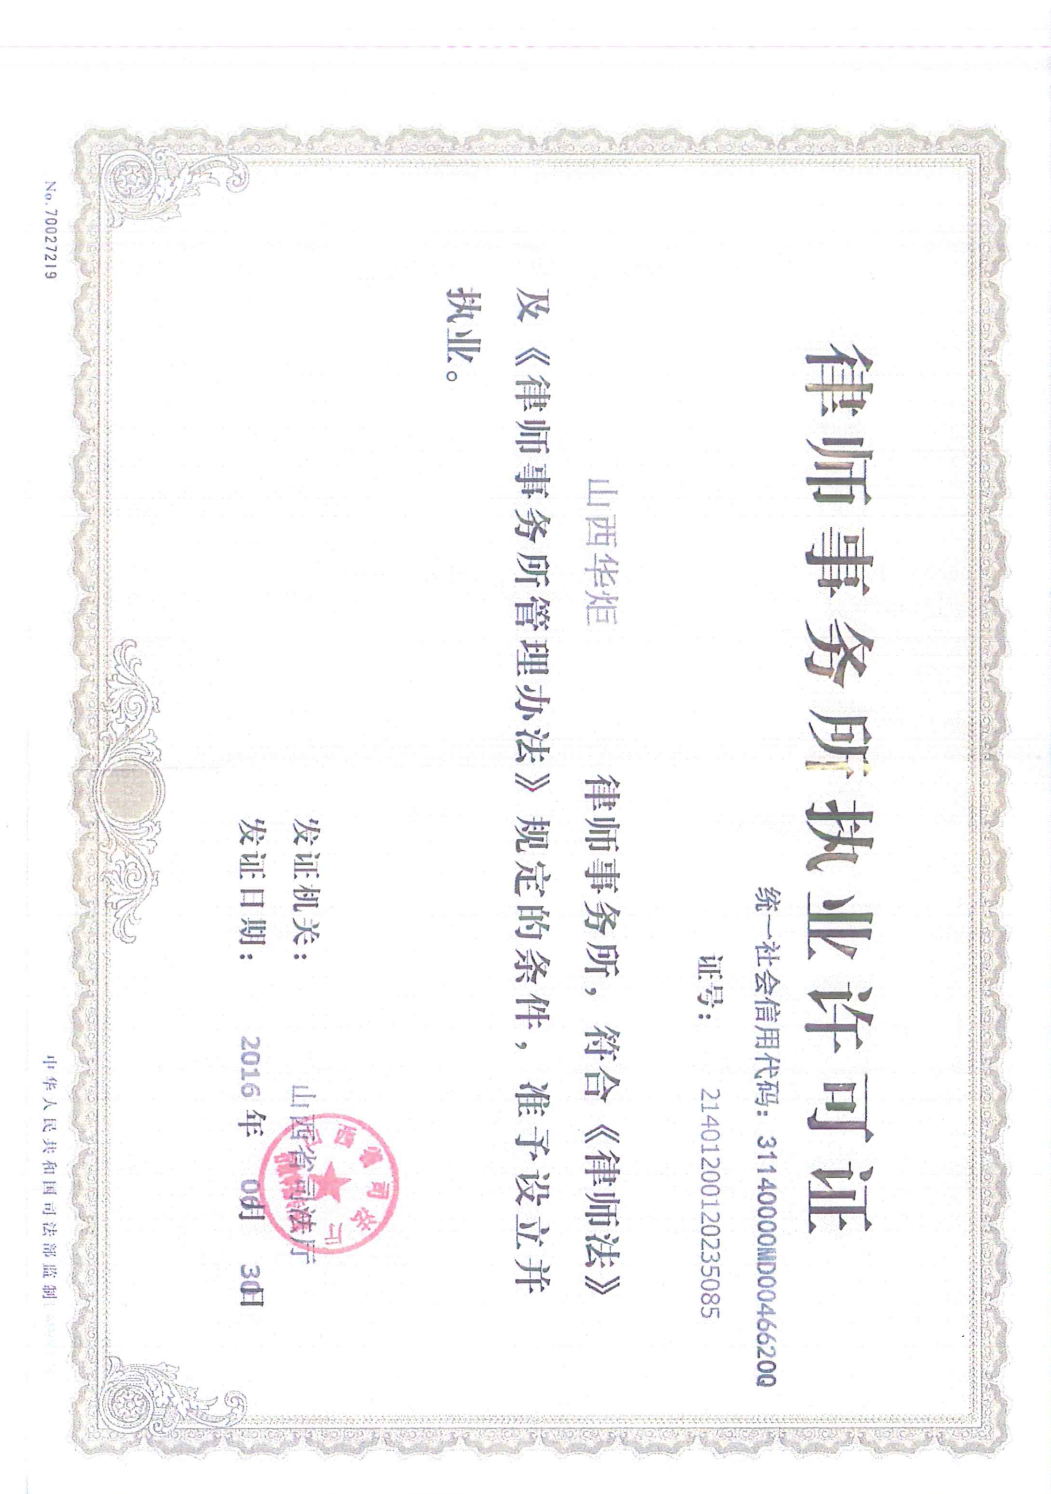 律师事务所执业许可证
统一社会信用代码：31140000MD0046620Q
证号：21401200120235085
山西华炬 律师事务所，符合《律师法》
及《律师事务所管理办法》规定的条件，准予设立并
执业。
发证机关：山西省司法厅
发证日期：2016年 06月 30日
No.70027219
中华人民共和国司法部监制